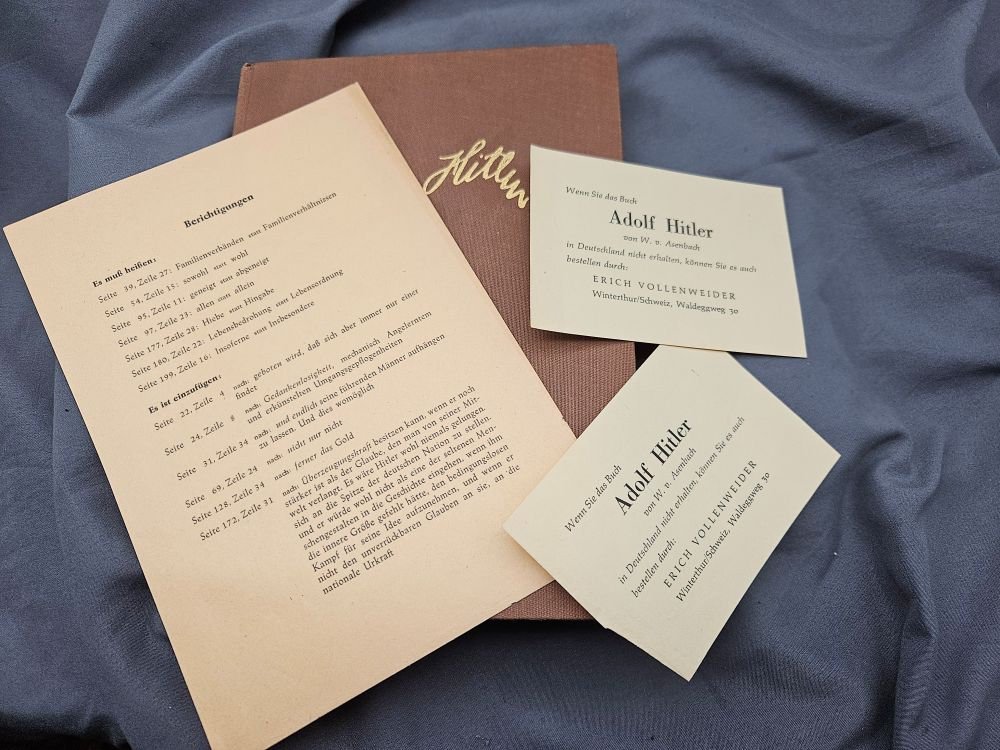 Berichtigungen
Es muß heißen:
Seite 19, Zeile 27: Familienverbänden statt Familienverhältnissen
Seite 54, Zeile 15: sowohl statt wohl
Seite 95, Zeile 11: geneigt statt abgeneigt
Seite 97, Zeile 23: allen statt allein
Seite 177, Zeile 28: Hiebe statt Hingabe
Seite 180, Zeile 22: Lebensbedrohung statt Lebensordnung
Seite 199, Zeile 16: Insoferne statt Insbesondere
Es ist einzufügen:
Seite 22, Zeile 4 nach: geboten wird, daß sich aber immer nur einer
findet
Seite 24, Zeile 8 nach: Gedankenlosigkeit, mechanisch Angelerntem
und erkünstelten Umgangsgepflogenheiten
Seite 31, Zeile 34 nach: und endlich seine führenden Männer aufhängen
zu lassen. Und dies womöglich
Seite 69, Zeile 24 nach: nicht nur nicht
Seite 128, Zeile 34 nach: ferner das Gold
Seite 172, Zeile 31 nach: Überzeugungskraft besitzen kann, wenn er noch
stärker ist als der Glaube, den man von seiner Mit-
welt verlangt. Es wäre Hitler wohl niemals gelungen,
sich an die Spitze der deutschen Nation zu stellen,
und er würde wohl nicht als eine der seltenen Men-
schengestalten in die Geschichte eingehen, wenn ihm
die innere Größe gefehlt hätte, den bedingungslosen
Kampf für seine Idee aufzunehmen, und wenn er
nicht den unverrückbaren Glauben an sie, an die
nationale Urkraft
Hitler
Wenn Sie das Buch
Adolf Hitler
von W. v. Asenbach
in Deutschland nicht erhalten, können Sie es auch
bestellen durch:
ERICH VOLLENWEIDER
Winterthur/Schweiz, Waldeggweg 30
Wenn Sie das Buch
Adolf Hitler
von W. v. Asenbach
in Deutschland nicht erhalten, können Sie es auch
bestellen durch:
ERICH VOLLENWEIDER
Winterthur/Schweiz, Waldeggweg 30